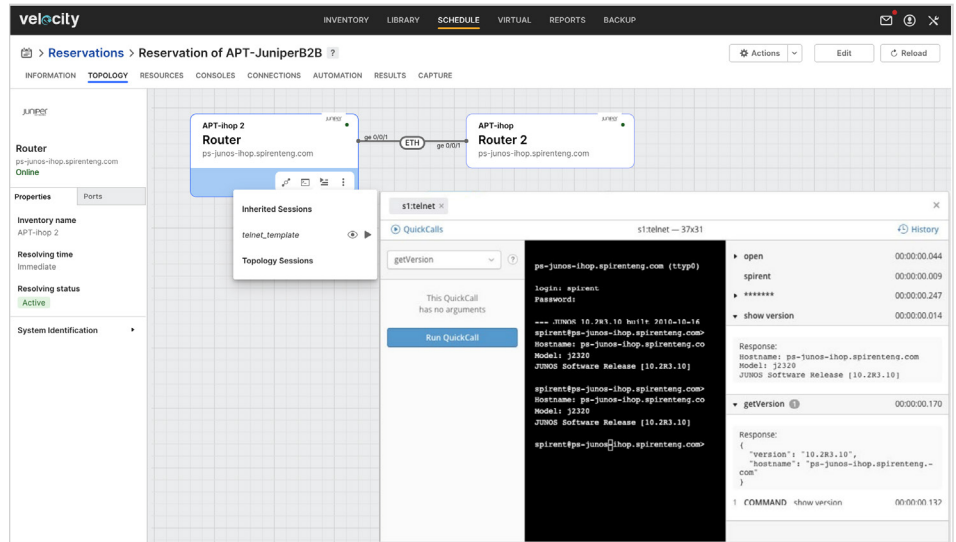 velocity
INVENTORY LIBRARY SCHEDULE VIRTUAL REPORTS BACKUP
> Reservations > Reservation of APT-JuniperB2B ?
Actions Edit Reload
INFORMATION TOPOLOGY RESOURCES CONSOLES CONNECTIONS AUTOMATION RESULTS CAPTURE
JUNIPER
Router
ps-junos-ihop.spirenteng.com
Online
Properties Ports
Inventory name
APT-ihop 2
Resolving time
Immediate
Resolving status
Active
System Identification
JUNIPER
APT-ihop 2
Router
ps-junos-ihop.spirenteng.com
ge 0/0/1
ETH
ge 0/0/1
JUNIPER
APT-ihop
Router 2
ps-junos-ihop.spirenteng.com
Inherited Sessions
telnet_template
Topology Sessions
s1:telnet × ×
QuickCalls s1:telnet — 37x31 History
getVersion ?
This QuickCall
has no arguments
Run QuickCall
ps-junos-ihop.spirenteng.com (ttyp0)
login: spirent
Password:
--- JUNOS 10.2R3.10 built 2010-10-16
spirent@ps-junos-ihop.spirenteng.com>
Hostname: ps-junos-ihop.spirenteng.co
Model: j2320
JUNOS Software Release [10.2R3.10]
spirent@ps-junos-ihop.spirenteng.com>
Hostname: ps-junos-ihop.spirenteng.co
Model: j2320
JUNOS Software Release [10.2R3.10]
spirent@ps-junos-ihop.spirenteng.com>
open 00:00:00.044
spirent 00:00:00.009
******* 00:00:00.247
show version 00:00:00.014
Response:
Hostname: ps-junos-ihop.spirenteng.com
Model: j2320
JUNOS Software Release [10.2R3.10]
getVersion 1 00:00:00.170
Response:
{
"version": "10.2R3.10",
"hostname": "ps-junos-ihop.spirenteng.-
com"
}
1 COMMAND show version 00:00:00.132